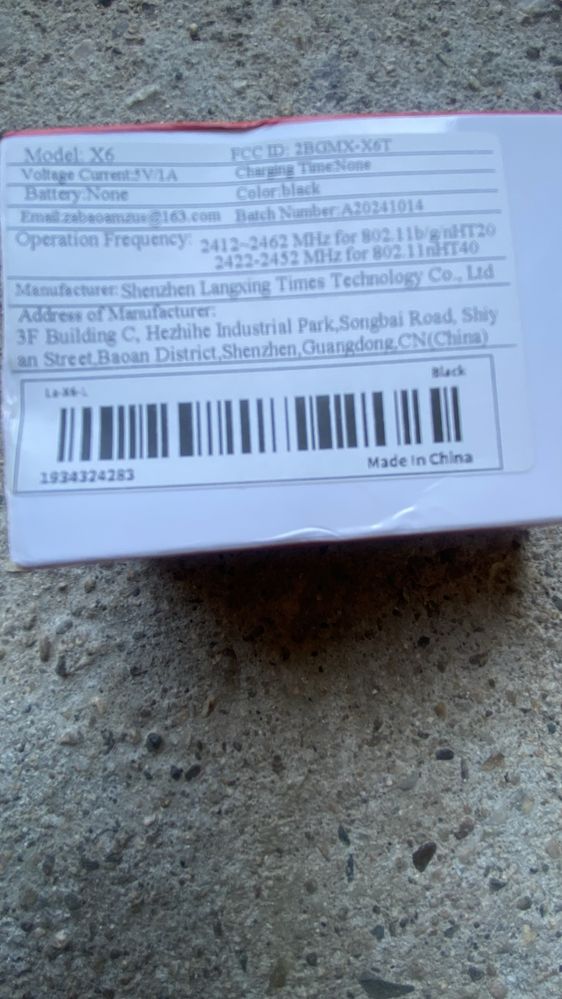 Model: X6 FCC ID: 2BGMX-X6T
Voltage Current:5V/1A Charging Time:None
Battery:None Color:black
Email:zabaoamzus@163.com Batch Number:A20241014
Operation Frequency: 2412~2462 MHz for 802.11b/g/nHT20
2422-2452 MHz for 802.11nHT40
Manufacturer: Shenzhen Langxing Times Technology Co., Ltd
Address of Manufacturer:
3F Building C, Hezhihe Industrial Park,Songbai Road, Shiy
an Street,Baoan District,Shenzhen,Guangdong,CN(China)
La-X6-L Black
1934324283 Made In China